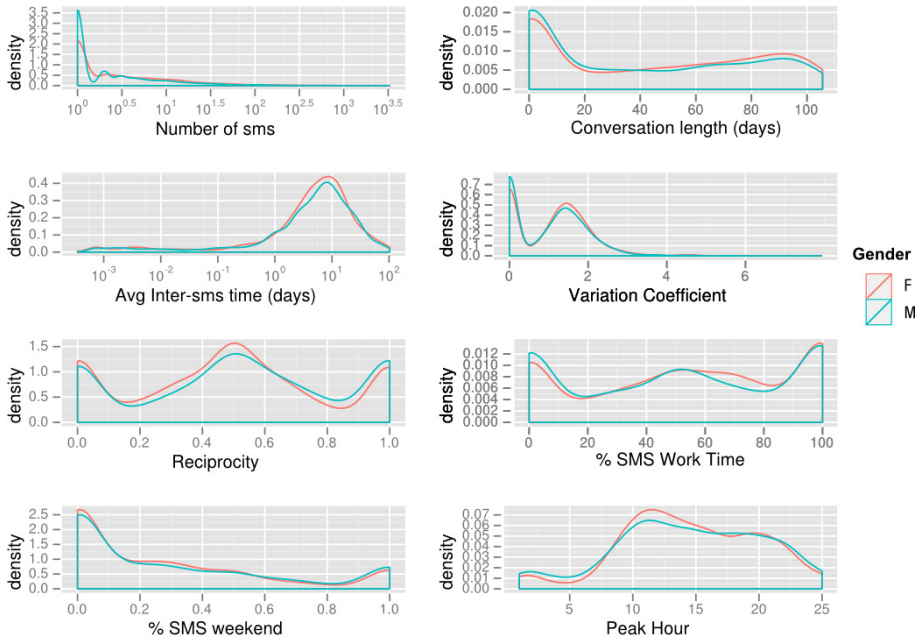 density
3.5
3.0
2.5
2.0
1.5
1.0
0.5
0.0
10^0 10^0.5 10^1 10^1.5 10^2 10^2.5 10^3 10^3.5
Number of sms
density
0.020
0.015
0.010
0.005
0.000
0 20 40 60 80 100
Conversation length (days)
density
0.4
0.3
0.2
0.1
0.0
10^-3 10^-2 10^-1 10^0 10^1 10^2
Avg Inter-sms time (days)
density
0.7
0.6
0.5
0.4
0.3
0.2
0.1
0.0
0 2 4 6
Variation Coefficient
Gender
F
M
density
1.5
1.0
0.5
0.0
0.0 0.2 0.4 0.6 0.8 1.0
Reciprocity
density
0.012
0.010
0.008
0.006
0.004
0.002
0.000
0 20 40 60 80 100
% SMS Work Time
density
2.5
2.0
1.5
1.0
0.5
0.0
0.0 0.2 0.4 0.6 0.8 1.0
% SMS weekend
density
0.07
0.06
0.05
0.04
0.03
0.02
0.01
0.00
5 10 15 20 25
Peak Hour